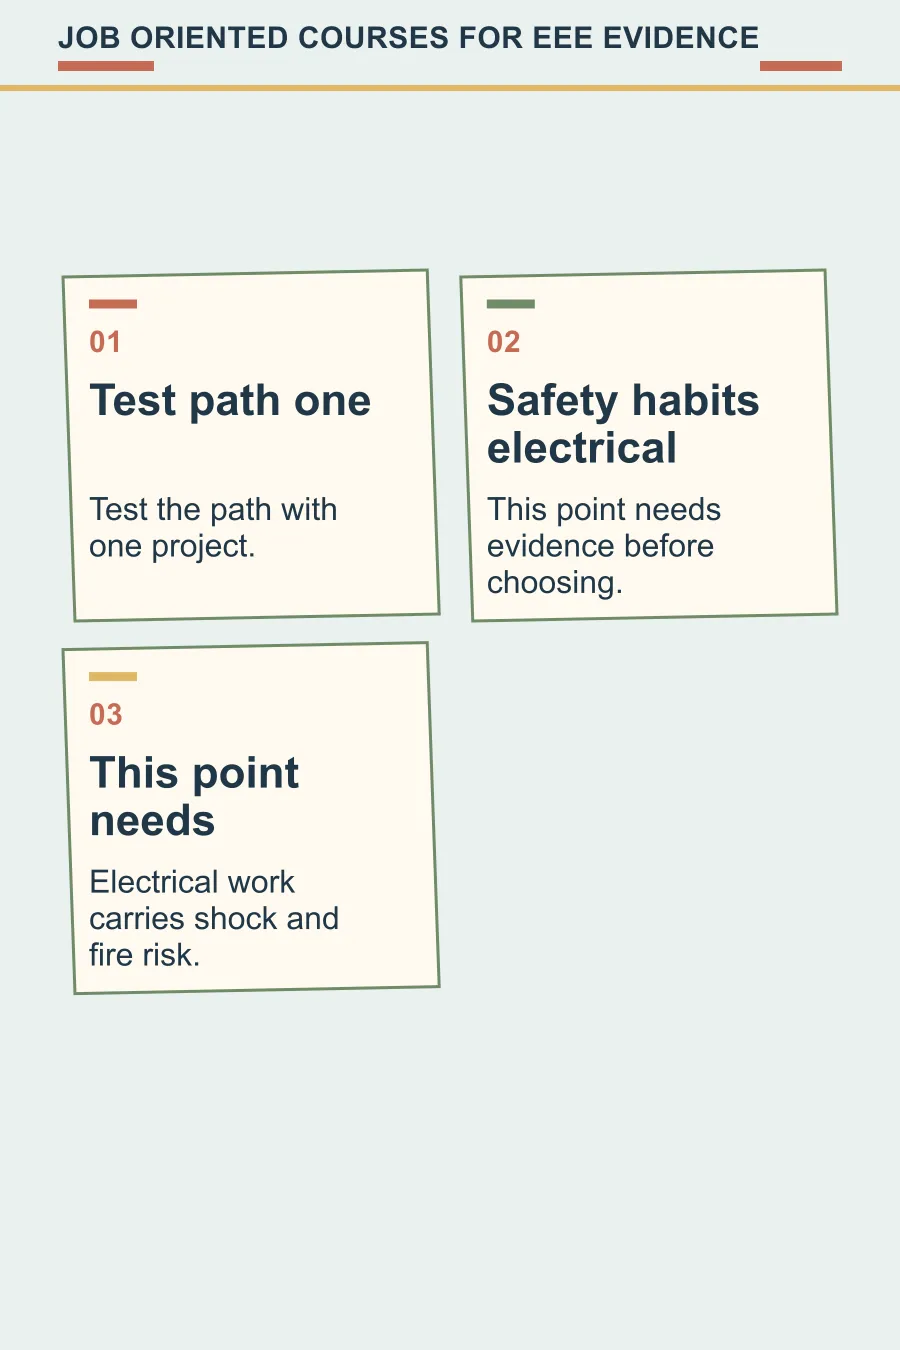 JOB ORIENTED COURSES FOR EEE EVIDENCE
01
Test path one
Test the path with
one project.
02
Safety habits
electrical
This point needs
evidence before
choosing.
03
This point
needs
Electrical work
carries shock and
fire risk.